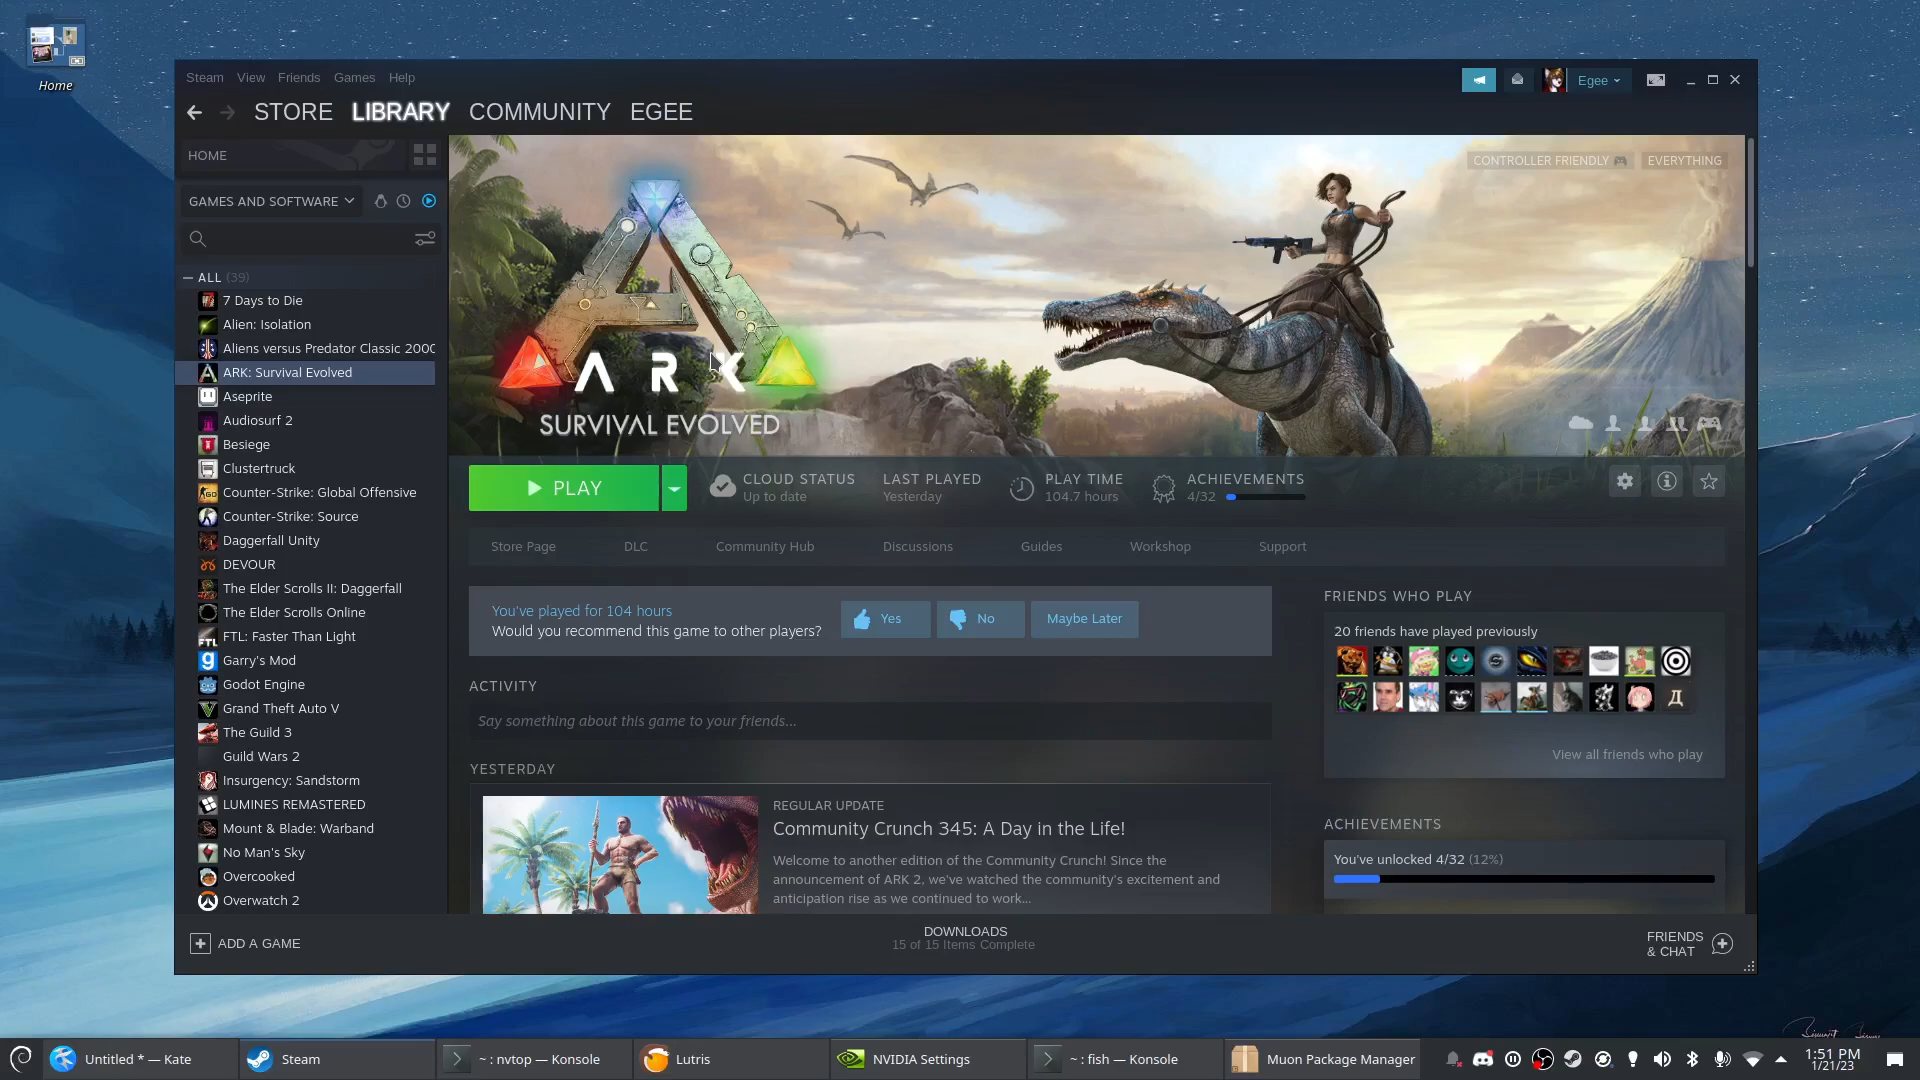 Home
Steam View Friends Games Help
Egee
STORE LIBRARY COMMUNITY EGEE
HOME
CONTROLLER FRIENDLY EVERYTHING
GAMES AND SOFTWARE
ALL (39)
7 Days to Die
Alien: Isolation
Aliens versus Predator Classic 2000
ARK: Survival Evolved
Aseprite
Audiosurf 2
Besiege
Clustertruck
Counter-Strike: Global Offensive
Counter-Strike: Source
Daggerfall Unity
DEVOUR
The Elder Scrolls II: Daggerfall
The Elder Scrolls Online
FTL: Faster Than Light
Garry's Mod
Godot Engine
Grand Theft Auto V
The Guild 3
Guild Wars 2
Insurgency: Sandstorm
LUMINES REMASTERED
Mount & Blade: Warband
No Man's Sky
Overcooked
Overwatch 2
ARK
SURVIVAL EVOLVED
PLAY
CLOUD STATUS
Up to date
LAST PLAYED
Yesterday
PLAY TIME
104.7 hours
ACHIEVEMENTS
4/32
Store Page DLC Community Hub Discussions Guides Workshop Support
You've played for 104 hours
Would you recommend this game to other players?
Yes No Maybe Later
ACTIVITY
Say something about this game to your friends...
YESTERDAY
REGULAR UPDATE
Community Crunch 345: A Day in the Life!
Welcome to another edition of the Community Crunch! Since the
announcement of ARK 2, we've watched the community's excitement and
anticipation rise as we continued to work...
FRIENDS WHO PLAY
20 friends have played previously
View all friends who play
ACHIEVEMENTS
You've unlocked 4/32 (12%)
ADD A GAME
DOWNLOADS
15 of 15 Items Complete
FRIENDS
& CHAT
Untitled * — Kate
Steam
~ : nvtop — Konsole
Lutris
NVIDIA Settings
~ : fish — Konsole
Muon Package Manager
1:51 PM
1/21/23